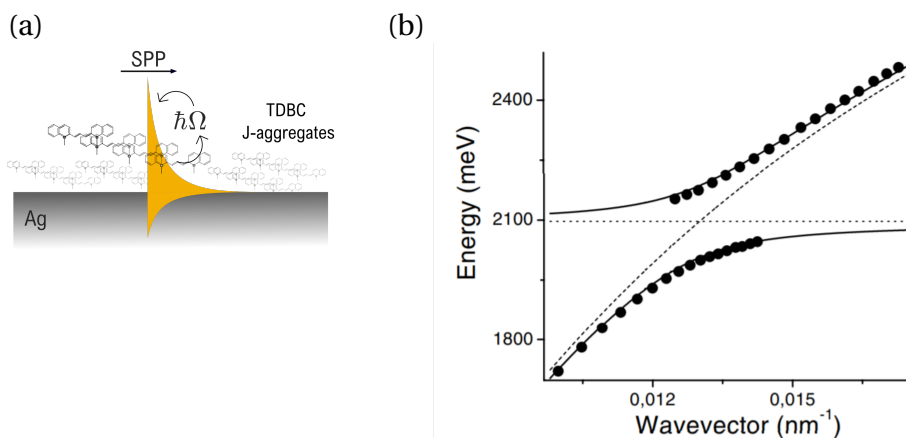 (a)
SPP
ħΩ
TDBC
J-aggregates
Ag
(b)
Energy (meV)
2400
2100
1800
0,012
0,015
Wavevector (nm⁻¹)